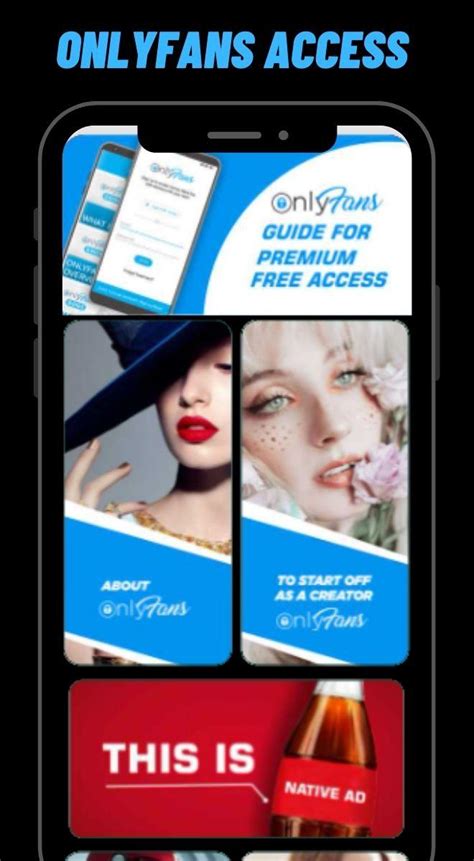 ONLYFANS ACCESS
OnlyFans
OnlyFans
GUIDE FOR
PREMIUM
FREE ACCESS
ABOUT
OnlyFans
TO START OFF
AS A CREATOR
OnlyFans
THIS IS
NATIVE AD